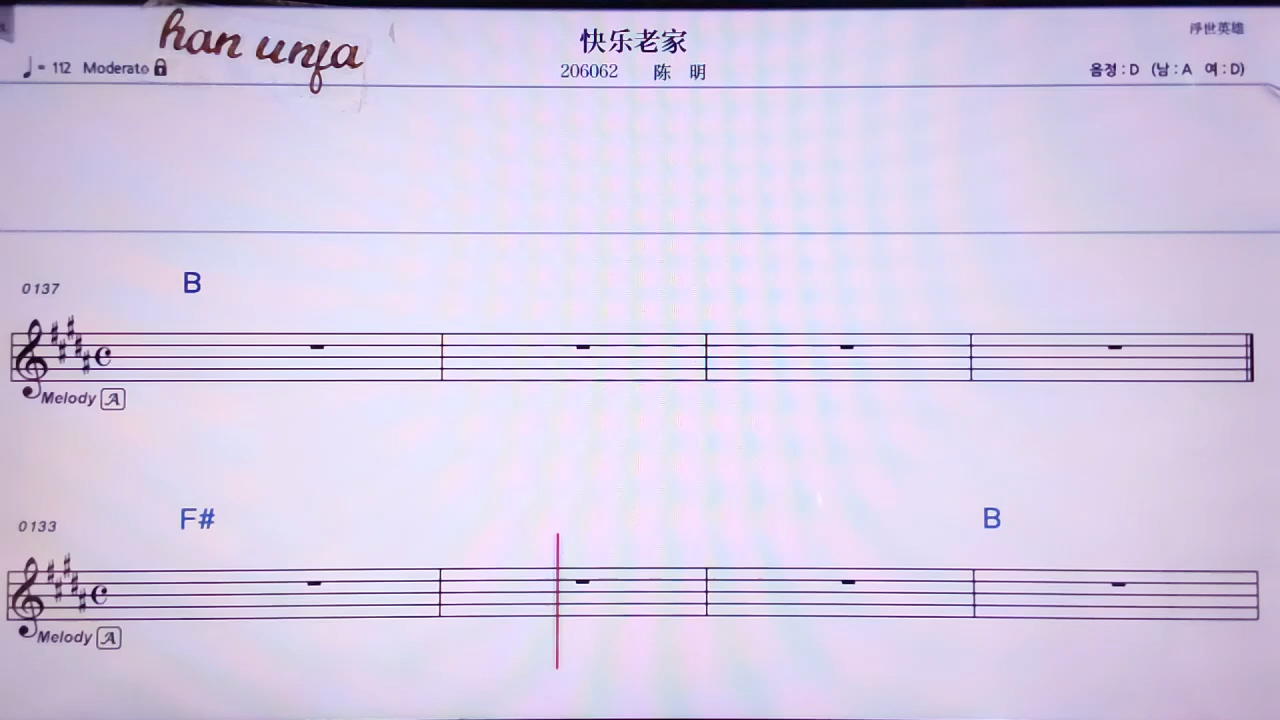 han unfa
快乐老家
浮世英雄
♩= 112 Moderato
206062 陈 明
음정 : D (남 : A 여 : D)
0137
B
Melody A
0133
F#
B
Melody A